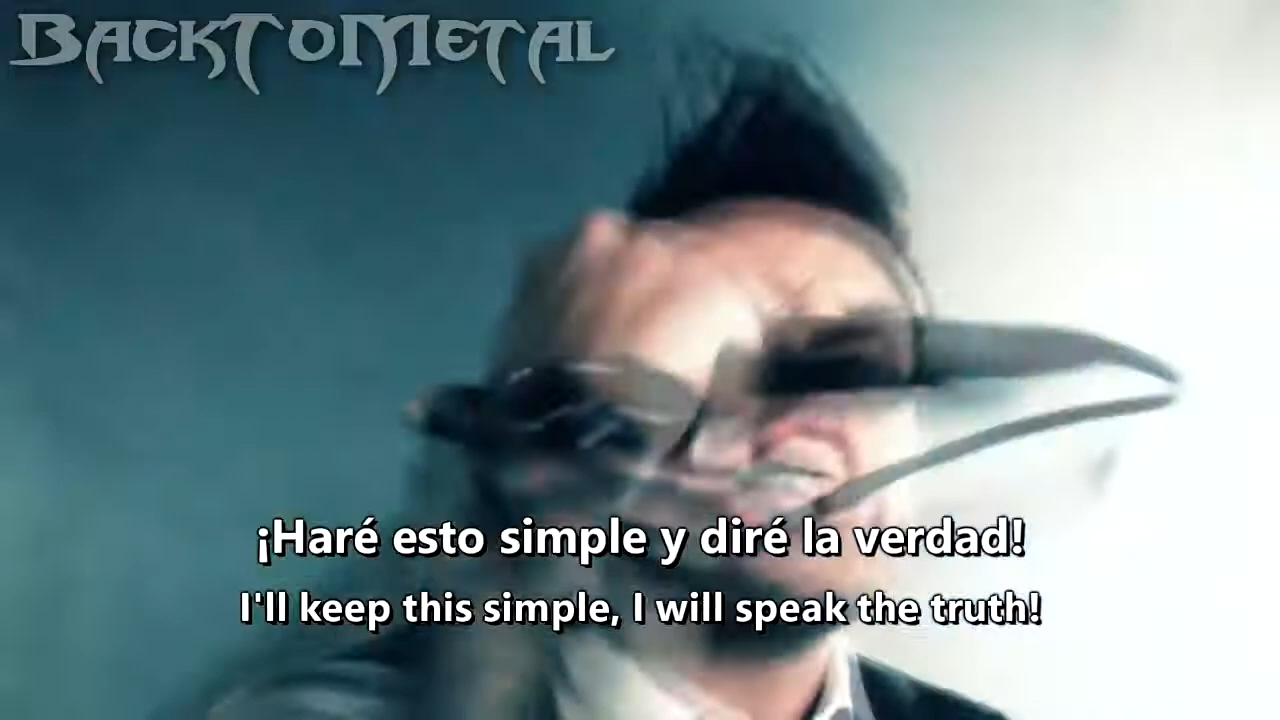 BackToMetal
¡Haré esto simple y diré la verdad!
I'll keep this simple, I will speak the truth!